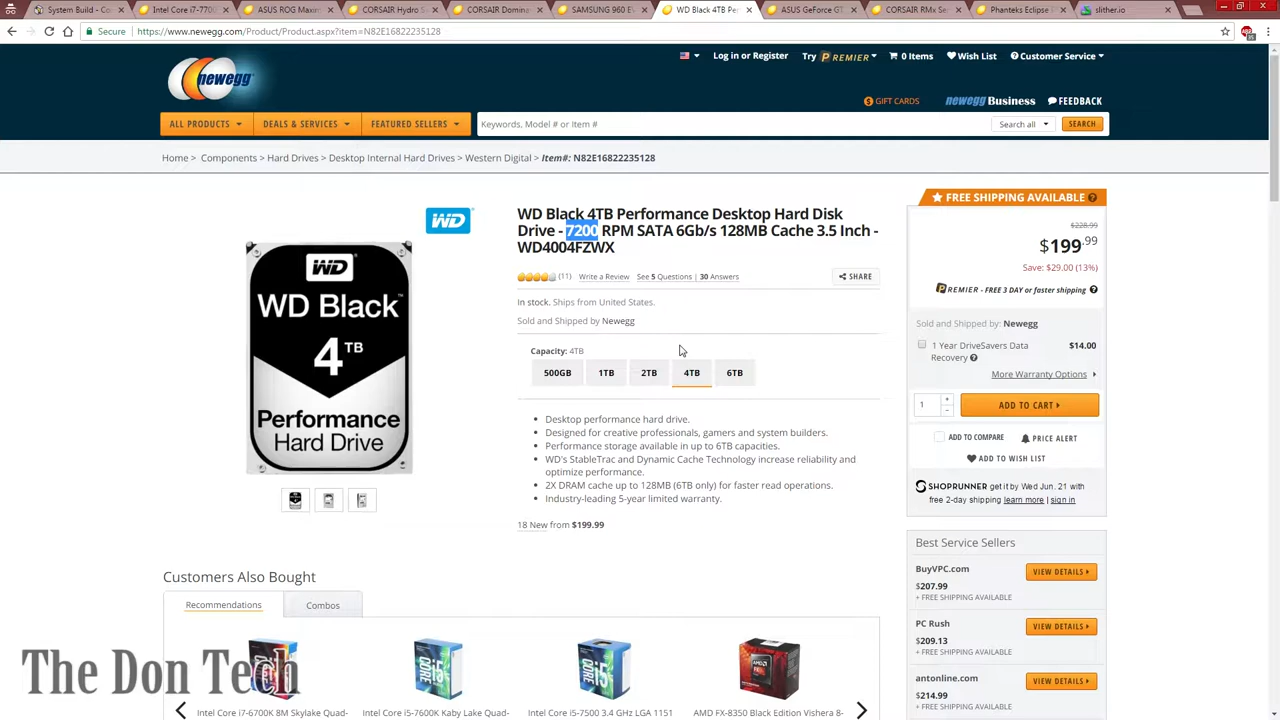 System Build - Co
Intel Core i7-7700
ASUS ROG Maxim
CORSAIR Hydro S
CORSAIR Domina
SAMSUNG 960 EV
WD Black 4TB Per
ASUS GeForce GT
CORSAIR RMx Ser
Phanteks Eclipse P
slither.io
Secure
https://www.newegg.com/Product/Product.aspx?item=N82E16822235128
newegg
Log in or Register
Try PREMIER
0 Items
Wish List
Customer Service
GIFT CARDS
newegg Business
FEEDBACK
ALL PRODUCTS
DEALS & SERVICES
FEATURED SELLERS
Keywords, Model # or Item #
Search all
SEARCH
Home > Components > Hard Drives > Desktop Internal Hard Drives > Western Digital > Item#: N82E16822235128
WD
WD Black 4TB Performance Desktop Hard Disk
Drive - 7200 RPM SATA 6Gb/s 128MB Cache 3.5 Inch -
WD4004FZWX
(11) Write a Review See 5 Questions | 30 Answers
SHARE
In stock. Ships from United States.
Sold and Shipped by Newegg
Capacity: 4TB
500GB 1TB 2TB 4TB 6TB
• Desktop performance hard drive.
• Designed for creative professionals, gamers and system builders.
• Performance storage available in up to 6TB capacities.
• WD's StableTrac and Dynamic Cache Technology increase reliability and
optimize performance.
• 2X DRAM cache up to 128MB (6TB only) for faster read operations.
• Industry-leading 5-year limited warranty.
18 New from $199.99
WD
WD Black™
4TB
Performance
Hard Drive
FREE SHIPPING AVAILABLE
$228.99
$199.99
Save: $29.00 (13%)
PREMIER - FREE 3 DAY or faster shipping
Sold and Shipped by: Newegg
1 Year DriveSavers Data
Recovery
$14.00
More Warranty Options
1
ADD TO CART
ADD TO COMPARE
PRICE ALERT
ADD TO WISH LIST
SHOPRUNNER get it by Wed Jun. 21 with
free 2-day shipping learn more | sign in
Best Service Sellers
BuyVPC.com
$207.99
+ FREE SHIPPING AVAILABLE
VIEW DETAILS
PC Rush
$209.13
+ FREE SHIPPING AVAILABLE
VIEW DETAILS
antonline.com
$214.99
+ FREE SHIPPING AVAILABLE
VIEW DETAILS
Customers Also Bought
Recommendations
Combos
Intel Core i7-6700K 8M Skylake Quad-
Intel Core i5-7600K Kaby Lake Quad-
Intel Core i5-7500 3.4 GHz LGA 1151
AMD FX-8350 Black Edition Vishera 8-
The Don Tech